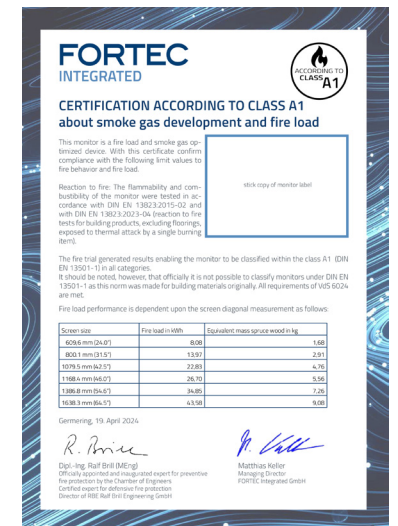 FORTEC
INTEGRATED
ACCORDING TO
CLASS A1
CERTIFICATION ACCORDING TO CLASS A1
about smoke gas development and fire load
This monitor is a fire load and smoke gas op-
timized device. With this certificate confirm
compliance with the following limit values to
fire behavior and fire load.
stick copy of monitor label
Reaction to fire: The flammability and com-
bustibility of the monitor were tested in ac-
cordance with DIN EN 13823:2015-02 and
with DIN EN 13823:2023-04 (reaction to fire
tests for building products, excluding floorings,
exposed to thermal attack by a single burning
item).
The fire trial generated results enabling the monitor to be classified within the class A1 (DIN
EN 13501-1) in all categories.
It should be noted, however, that officially it is not possible to classify monitors under DIN EN
13501-1 as this norm was made for building materials originally. All requirements of VdS 6024
are met.
Fire load performance is dependent upon the screen diagonal measurement as follows:
Screen size Fire load in kWh Equivalent mass spruce wood in kg
609,6 mm (24.0") 8,08 1,68
800.1 mm (31.5") 13,97 2,91
1079.5 mm (42.5") 22,83 4,76
1168.4 mm (46.0") 26,70 5,56
1386.8 mm (54.6") 34,85 7,26
1638.3 mm (64.5") 43,58 9,08
Germering, 19. April 2024
R. Brill
Dipl.-Ing. Ralf Brill (MEng)
Officially appointed and inaugurated expert for preventive
fire protection by the Chamber of Engineers
Certified expert for defensive fire protection
Director of RBE Ralf Brill Engineering GmbH
Matthias Keller
Managing Director
FORTEC Integrated GmbH